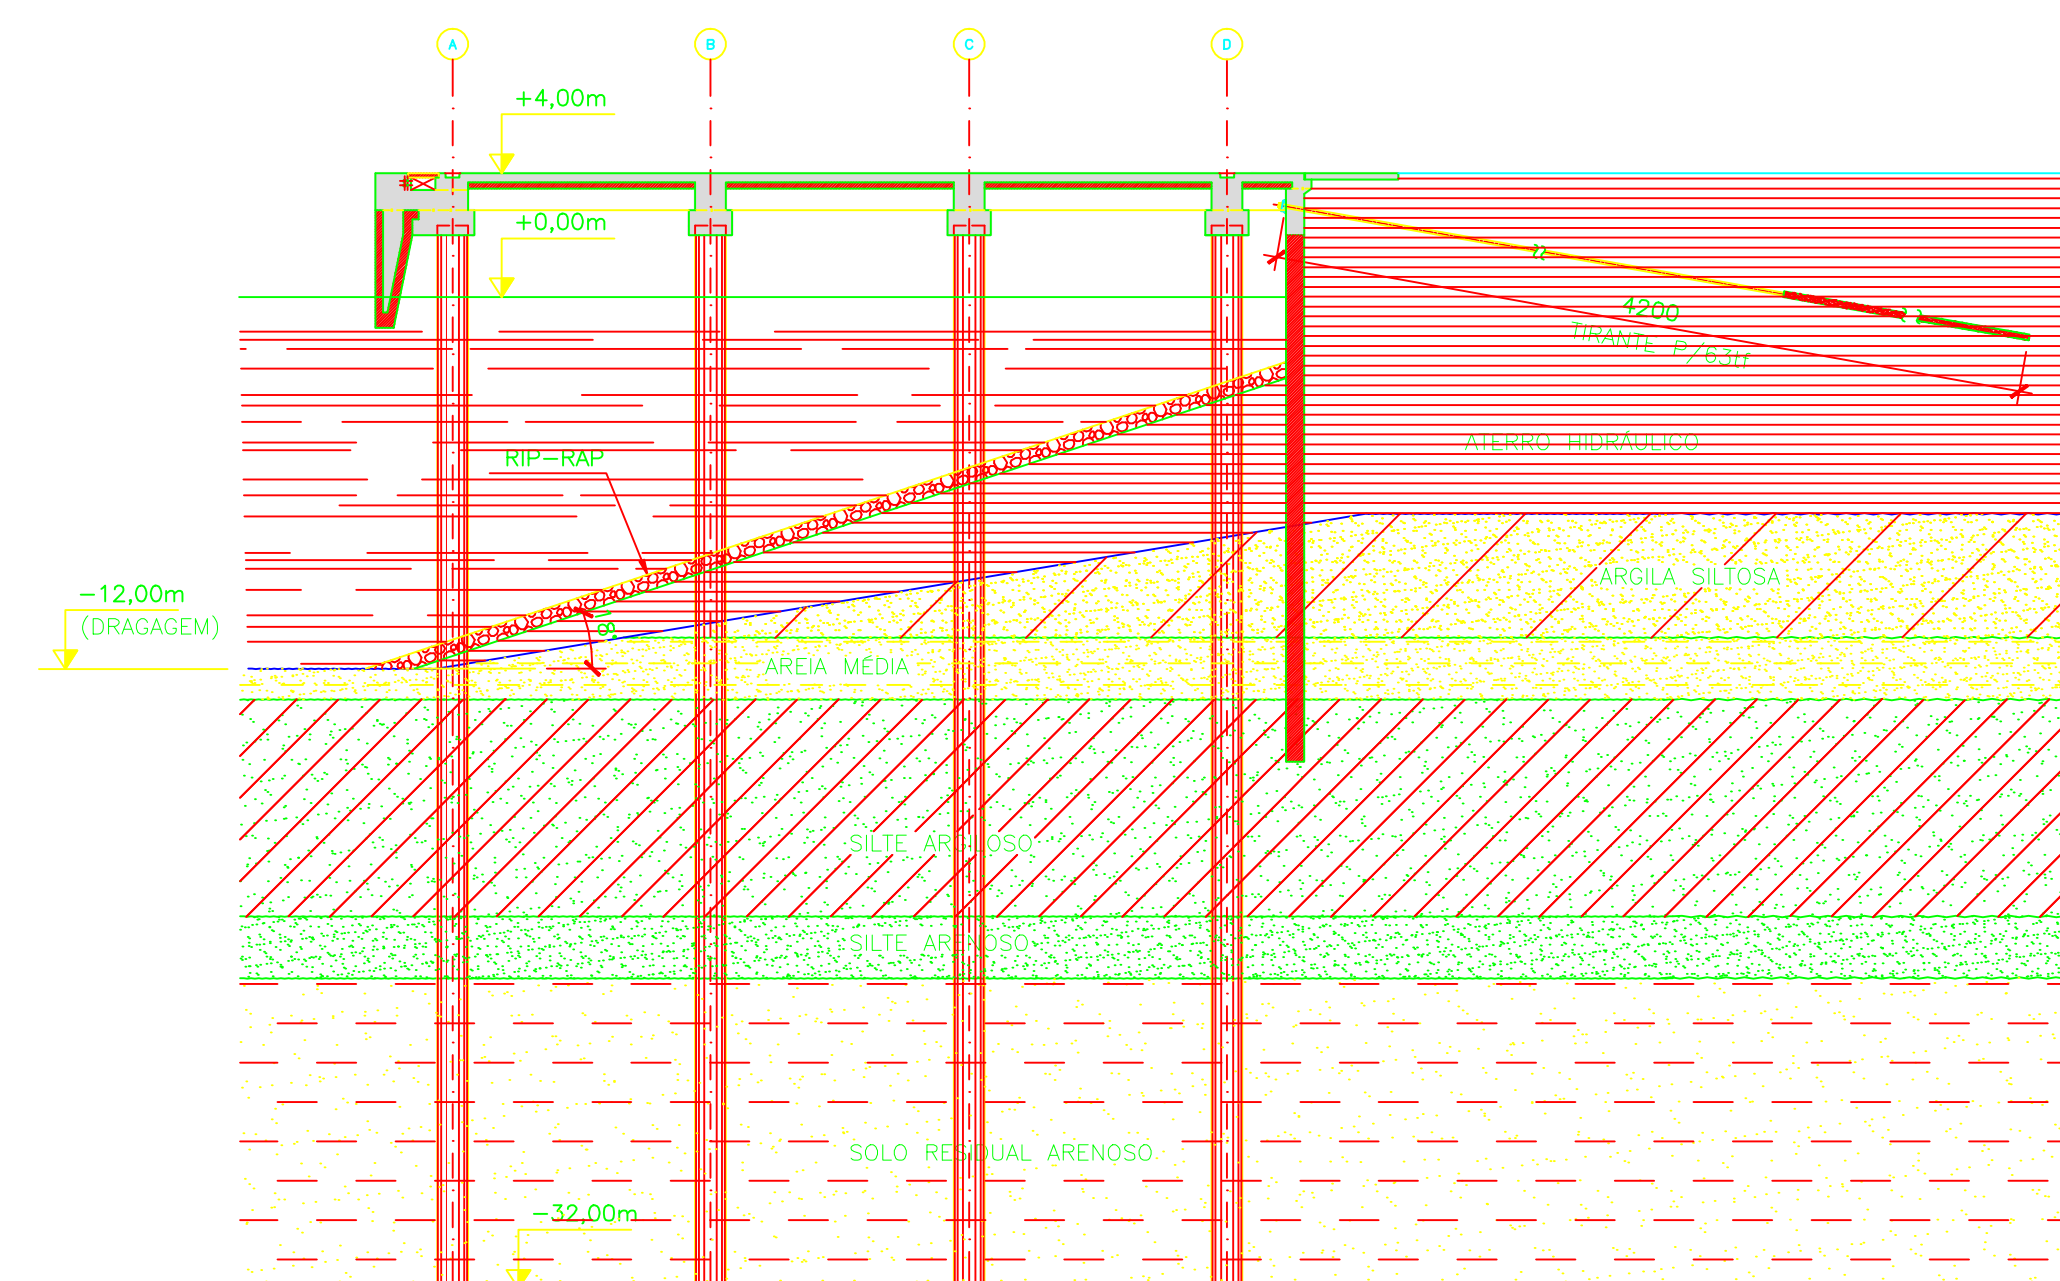 A
B
C
D
+4,00m
+0,00m
4200
TIRANTE P/63tf
ATERRO HIDRÁULICO
RIP-RAP
-12,00m
(DRAGAGEM)
ARGILA SILTOSA
AREIA MÉDIA
SILTE ARGILOSO
SILTE ARENOSO
SOLO RESIDUAL ARENOSO
-32,00m